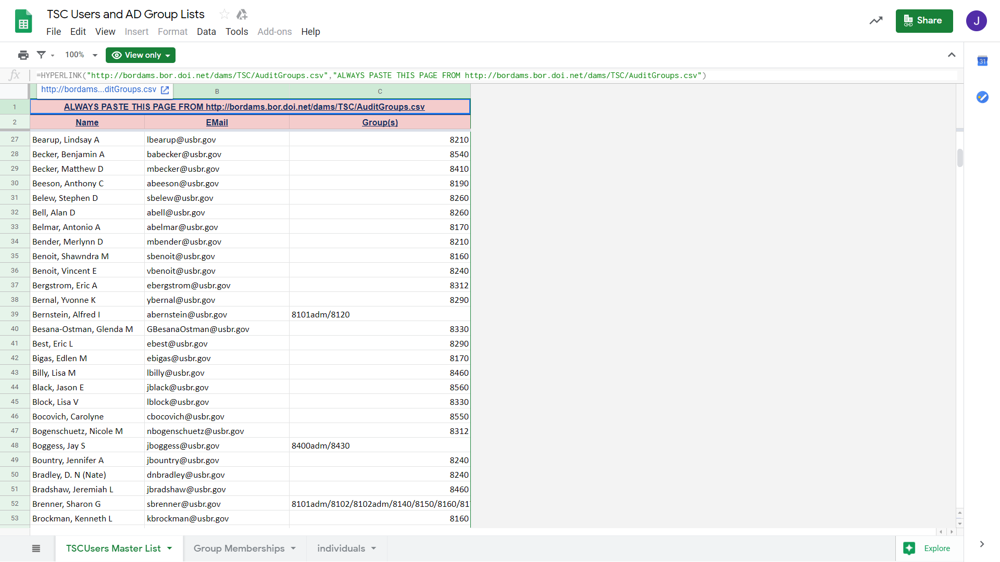 TSC Users and AD Group Lists
File Edit View Insert Format Data Tools Add-ons Help
Share
J
100%
View only
31
fx =HYPERLINK("http://bordams.bor.doi.net/dams/TSC/AuditGroups.csv","ALWAYS PASTE THIS PAGE FROM http://bordams.bor.doi.net/dams/TSC/AuditGroups.csv")
http://bordams...ditGroups.csv B C
1 ALWAYS PASTE THIS PAGE FROM http://bordams.bor.doi.net/dams/TSC/AuditGroups.csv
2 Name EMail Group(s)
27 Bearup, Lindsay A lbearup@usbr.gov 8210
28 Becker, Benjamin A babecker@usbr.gov 8540
29 Becker, Matthew D mbecker@usbr.gov 8410
30 Beeson, Anthony C abeeson@usbr.gov 8190
31 Belew, Stephen D sbelew@usbr.gov 8260
32 Bell, Alan D abell@usbr.gov 8260
33 Belmar, Antonio A abelmar@usbr.gov 8170
34 Bender, Merlynn D mbender@usbr.gov 8210
35 Benoit, Shawndra M sbenoit@usbr.gov 8160
36 Benoit, Vincent E vbenoit@usbr.gov 8240
37 Bergstrom, Eric A ebergstrom@usbr.gov 8312
38 Bernal, Yvonne K ybernal@usbr.gov 8290
39 Bernstein, Alfred I abernstein@usbr.gov 8101adm/8120
40 Besana-Ostman, Glenda M GBesanaOstman@usbr.gov 8330
41 Best, Eric L ebest@usbr.gov 8290
42 Bigas, Edlen M ebigas@usbr.gov 8170
43 Billy, Lisa M lbilly@usbr.gov 8460
44 Black, Jason E jblack@usbr.gov 8560
45 Block, Lisa V lblock@usbr.gov 8330
46 Bocovich, Carolyne cbocovich@usbr.gov 8550
47 Bogenschuetz, Nicole M nbogenschuetz@usbr.gov 8312
48 Boggess, Jay S jboggess@usbr.gov 8400adm/8430
49 Bountry, Jennifer A jbountry@usbr.gov 8240
50 Bradley, D. N (Nate) dnbradley@usbr.gov 8240
51 Bradshaw, Jeremiah L jbradshaw@usbr.gov 8460
52 Brenner, Sharon G sbrenner@usbr.gov 8101adm/8102/8102adm/8140/8150/8160/81
53 Brockman, Kenneth L kbrockman@usbr.gov 8160
TSCUsers Master List Group Memberships individuals Explore